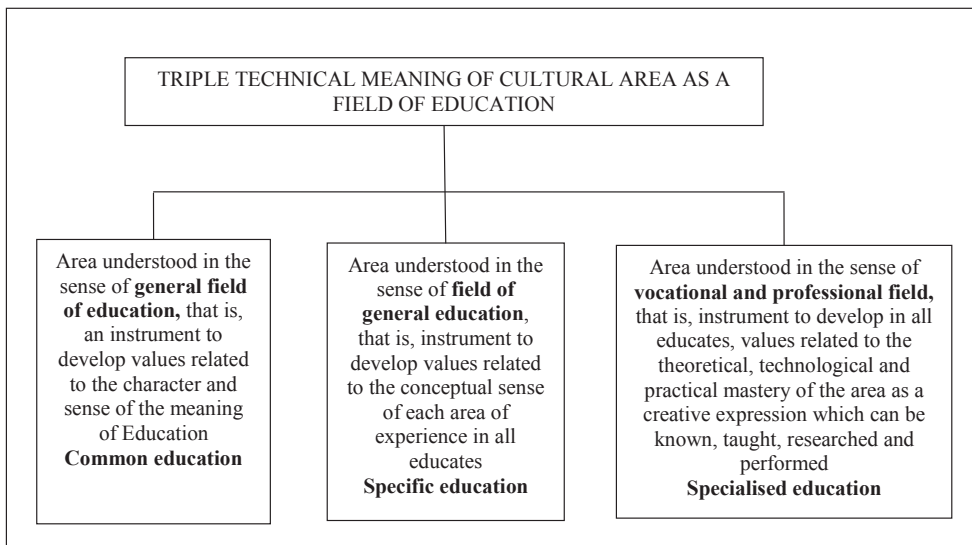 TRIPLE TECHNICAL MEANING OF CULTURAL AREA AS A
FIELD OF EDUCATION
Area understood in the
sense of general field
of education, that is,
an instrument to
develop values related
to the character and
sense of the meaning
of Education
Common education
Area understood in the
sense of field of
general education,
that is, instrument to
develop values related
to the conceptual sense
of each area of
experience in all
educates
Specific education
Area understood in the sense of
vocational and professional field,
that is, instrument to develop in all
educates, values related to the
theoretical, technological and
practical mastery of the area as a
creative expression which can be
known, taught, researched and
performed
Specialised education